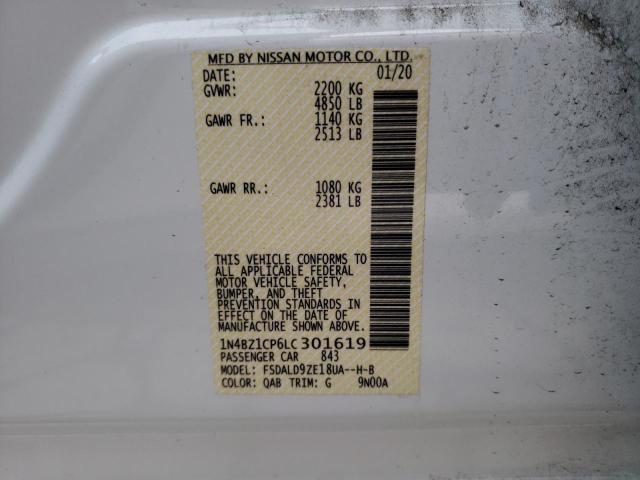 MFD BY NISSAN MOTOR CO., LTD.
DATE: 01/20
GVWR: 2200 KG
4850 LB
GAWR FR.: 1140 KG
2513 LB
GAWR RR.: 1080 KG
2381 LB
THIS VEHICLE CONFORMS TO
ALL APPLICABLE FEDERAL
MOTOR VEHICLE SAFETY,
BUMPER, AND THEFT
PREVENTION STANDARDS IN
EFFECT ON THE DATE OF
MANUFACTURE SHOWN ABOVE.
1N4BZ1CP6LC301619
PASSENGER CAR 843
MODEL: FSDALD9ZE18UA--H-B
COLOR: QAB TRIM: G 9N00A